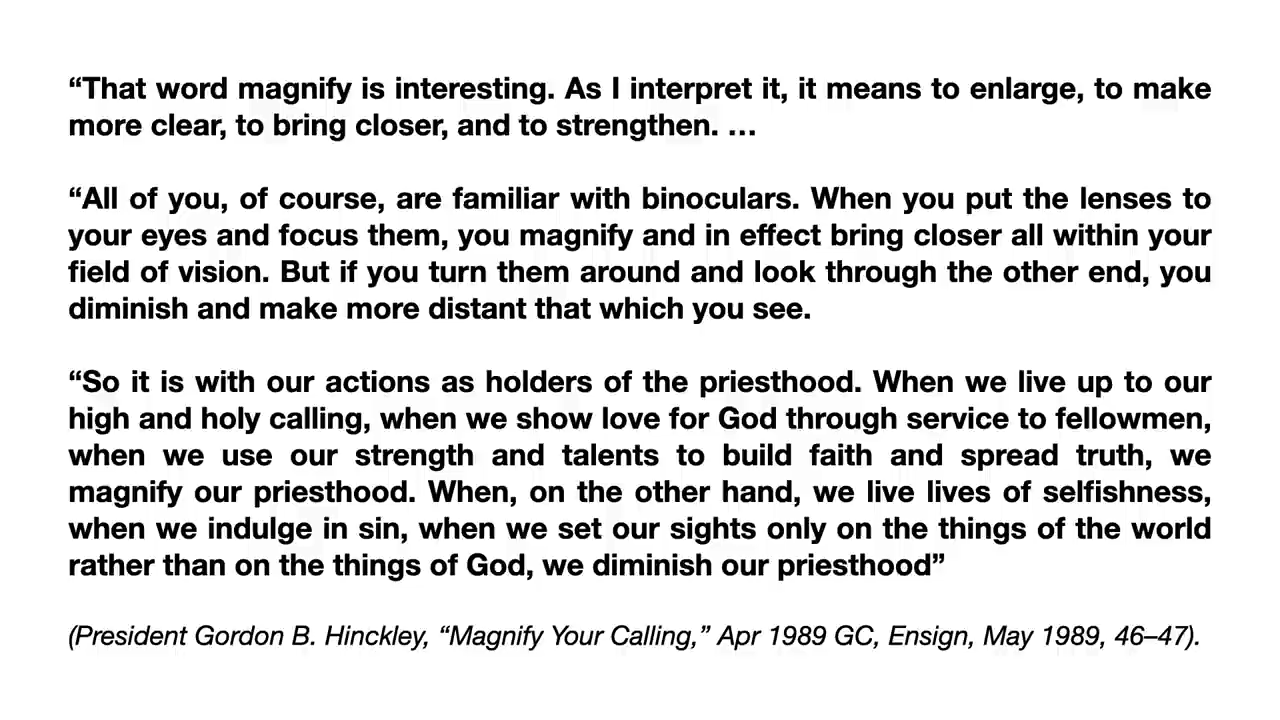 “That word magnify is interesting. As I interpret it, it means to enlarge, to make
more clear, to bring closer, and to strengthen. …
“All of you, of course, are familiar with binoculars. When you put the lenses to
your eyes and focus them, you magnify and in effect bring closer all within your
field of vision. But if you turn them around and look through the other end, you
diminish and make more distant that which you see.
“So it is with our actions as holders of the priesthood. When we live up to our
high and holy calling, when we show love for God through service to fellowmen,
when we use our strength and talents to build faith and spread truth, we
magnify our priesthood. When, on the other hand, we live lives of selfishness,
when we indulge in sin, when we set our sights only on the things of the world
rather than on the things of God, we diminish our priesthood”
(President Gordon B. Hinckley, “Magnify Your Calling,” Apr 1989 GC, Ensign, May 1989, 46–47).